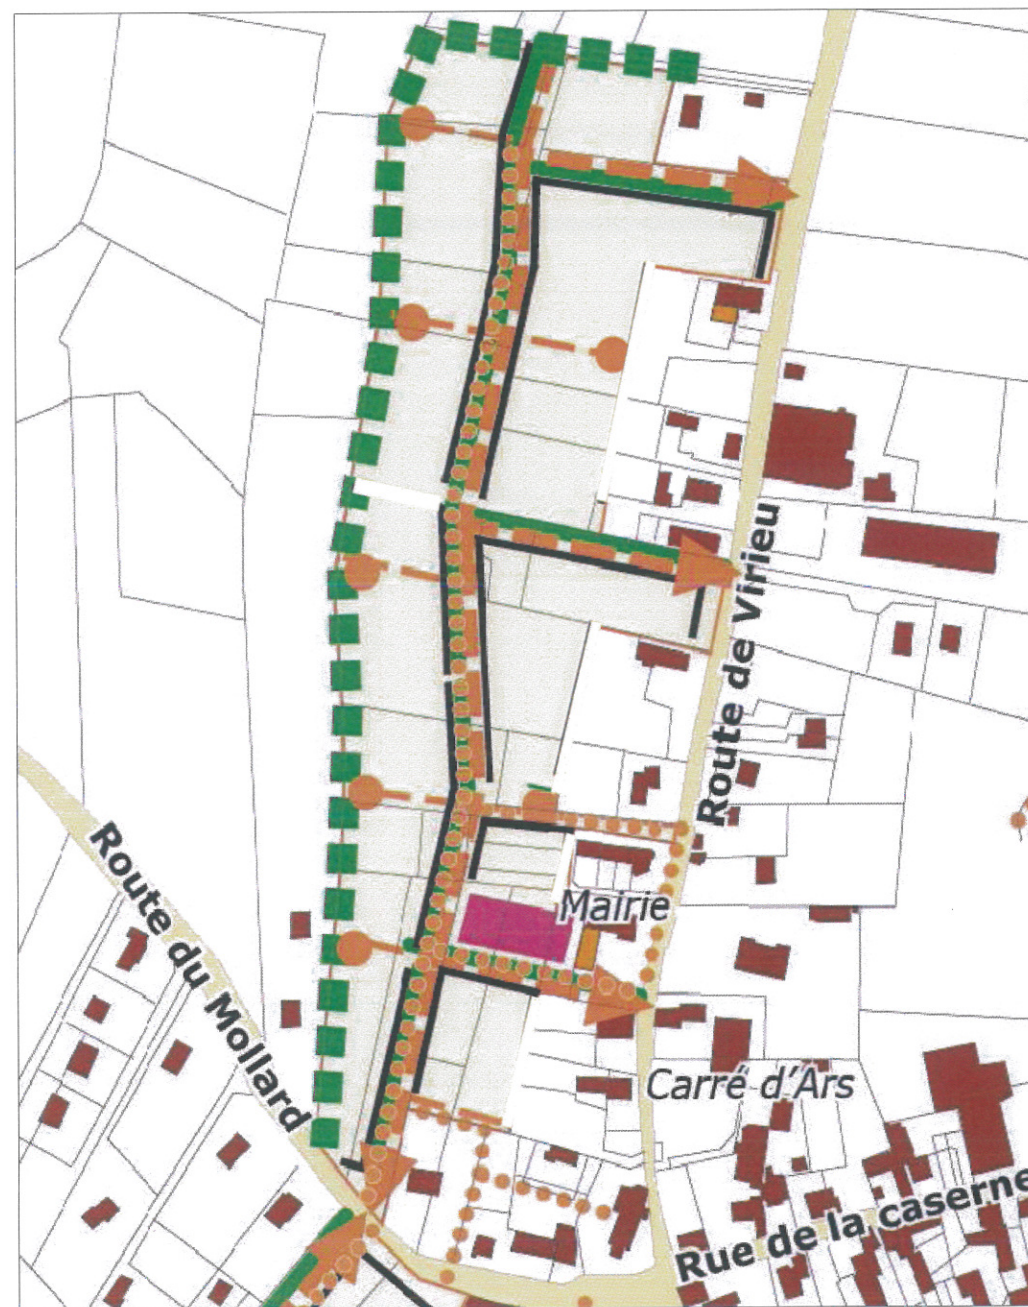 Route de Virieu
Route du Mollard
Mairie
Carré d'Ars
Rue de la caserne